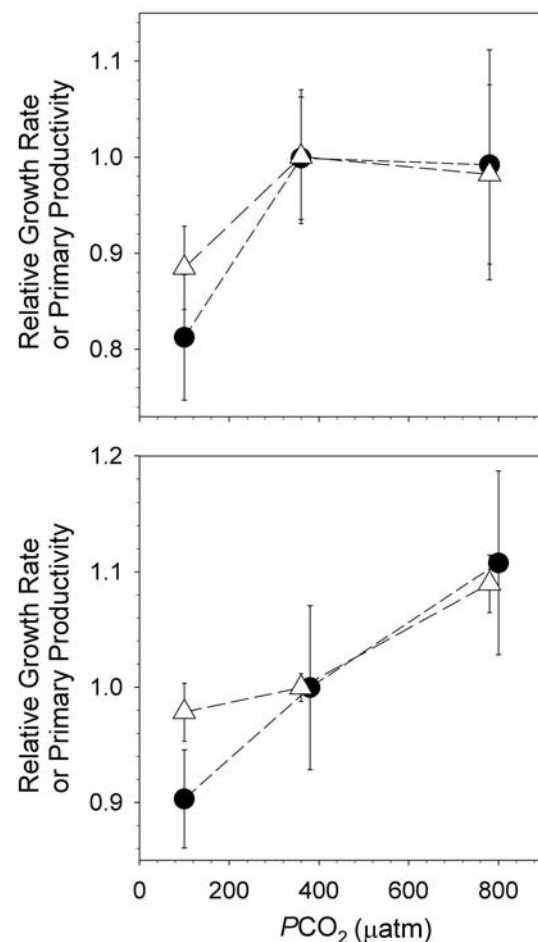 Relative Growth Rate
or Primary Productivity
1.1
1.0
0.9
0.8
Relative Growth Rate
or Primary Productivity
1.2
1.1
1.0
0.9
0 200 400 600 800
PCO₂ (μatm)